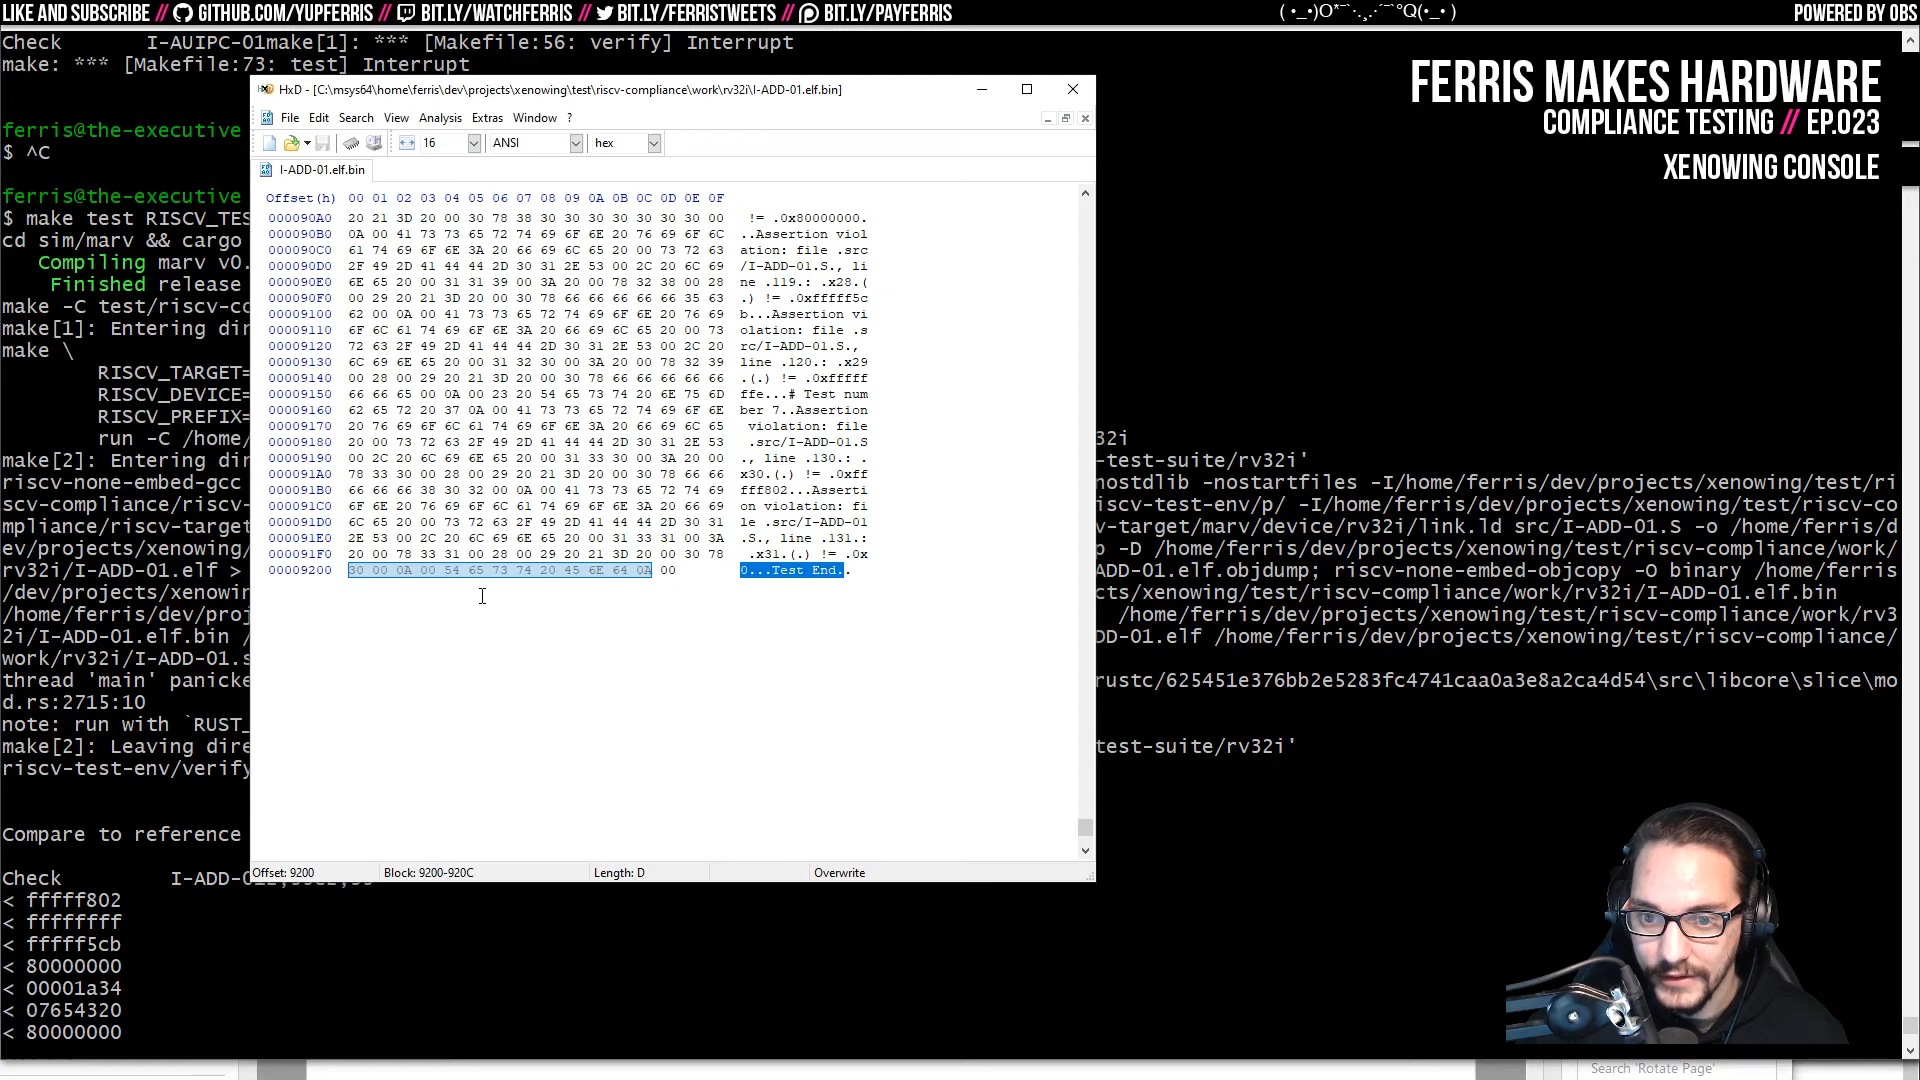 LIKE AND SUBSCRIBE // GITHUB.COM/YUPFERRIS // BIT.LY/WATCHFERRIS // BIT.LY/FERRISTWEETS // BIT.LY/PAYFERRIS
POWERED BY OBS
FERRIS MAKES HARDWARE
COMPLIANCE TESTING // EP.023
XENOWING CONSOLE
Check I-AUIPC-01make[1]: *** [Makefile:56: verify] Interrupt
make: *** [Makefile:73: test] Interrupt
ferris@the-executive
$ ^C
ferris@the-executive
$ make test RISCV_TES
cd sim/marv && cargo
Compiling marv v0.
Finished release
make -C test/riscv-co
make[1]: Entering dir
make \
RISCV_TARGET=
RISCV_DEVICE=
RISCV_PREFIX=
run -C /home/ 32i
make[2]: Entering dir -test-suite/rv32i'
riscv-none-embed-gcc nostdlib -nostartfiles -I/home/ferris/dev/projects/xenowing/test/ri
scv-compliance/riscv- iscv-test-env/p/ -I/home/ferris/dev/projects/xenowing/test/riscv-co
mpliance/riscv-target v-target/marv/device/rv32i/link.ld src/I-ADD-01.S -o /home/ferris/d
ev/projects/xenowing/ p -D /home/ferris/dev/projects/xenowing/test/riscv-compliance/work/
rv32i/I-ADD-01.elf > ADD-01.elf.objdump; riscv-none-embed-objcopy -O binary /home/ferris
/dev/projects/xenowin cts/xenowing/test/riscv-compliance/work/rv32i/I-ADD-01.elf.bin
/home/ferris/dev/proj /home/ferris/dev/projects/xenowing/test/riscv-compliance/work/rv3
2i/I-ADD-01.elf.bin / DD-01.elf /home/ferris/dev/projects/xenowing/test/riscv-compliance/
work/rv32i/I-ADD-01.s
thread 'main' panicke rustc/625451e376bb2e5283fc4741caa0a3e8a2ca4d54\src\libcore\slice\mo
d.rs:2715:10
note: run with `RUST_
make[2]: Leaving dire test-suite/rv32i'
riscv-test-env/verify
Compare to reference
Check I-ADD-0
< fffff802
< ffffffff
< fffff5cb
< 80000000
< 00001a34
< 07654320
< 80000000
HxD - [C:\msys64\home\ferris\dev\projects\xenowing\test\riscv-compliance\work\rv32i\I-ADD-01.elf.bin]
File Edit Search View Analysis Extras Window ?
16 ANSI hex
I-ADD-01.elf.bin
Offset(h) 00 01 02 03 04 05 06 07 08 09 0A 0B 0C 0D 0E 0F
000090A0 20 21 3D 20 00 30 78 38 30 30 30 30 30 30 30 00 != .0x80000000.
000090B0 0A 00 41 73 73 65 72 74 69 6F 6E 20 76 69 6F 6C ..Assertion viol
000090C0 61 74 69 6F 6E 3A 20 66 69 6C 65 20 00 73 72 63 ation: file .src
000090D0 2F 49 2D 41 44 44 2D 30 31 2E 53 00 2C 20 6C 69 /I-ADD-01.S., li
000090E0 6E 65 20 00 31 31 39 00 3A 20 00 78 32 38 00 28 ne .119.: .x28.(
000090F0 00 29 20 21 3D 20 00 30 78 66 66 66 66 66 35 63 .) != .0xfffff5c
00009100 62 00 0A 00 41 73 73 65 72 74 69 6F 6E 20 76 69 b...Assertion vi
00009110 6F 6C 61 74 69 6F 6E 3A 20 66 69 6C 65 20 00 73 olation: file .s
00009120 72 63 2F 49 2D 41 44 44 2D 30 31 2E 53 00 2C 20 rc/I-ADD-01.S.,
00009130 6C 69 6E 65 20 00 31 32 30 00 3A 20 00 78 32 39 line .120.: .x29
00009140 00 28 00 29 20 21 3D 20 00 30 78 66 66 66 66 66 .(.) != .0xfffff
00009150 66 66 65 00 0A 00 23 20 54 65 73 74 20 6E 75 6D ffe...# Test num
00009160 62 65 72 20 37 0A 00 41 73 73 65 72 74 69 6F 6E ber 7..Assertion
00009170 20 76 69 6F 6C 61 74 69 6F 6E 3A 20 66 69 6C 65 violation: file
00009180 20 00 73 72 63 2F 49 2D 41 44 44 2D 30 31 2E 53 .src/I-ADD-01.S
00009190 00 2C 20 6C 69 6E 65 20 00 31 33 30 00 3A 20 00 ., line .130.: .
000091A0 78 33 30 00 28 00 29 20 21 3D 20 00 30 78 66 66 x30.(.) != .0xff
000091B0 66 66 66 38 30 32 00 0A 00 41 73 73 65 72 74 69 fff802...Asserti
000091C0 6F 6E 20 76 69 6F 6C 61 74 69 6F 6E 3A 20 66 69 on violation: fi
000091D0 6C 65 20 00 73 72 63 2F 49 2D 41 44 44 2D 30 31 le .src/I-ADD-01
000091E0 2E 53 00 2C 20 6C 69 6E 65 20 00 31 33 31 00 3A .S., line .131.:
000091F0 20 00 78 33 31 00 28 00 29 20 21 3D 20 00 30 78 .x31.(.) != .0x
00009200 30 00 0A 00 54 65 73 74 20 45 6E 64 0A 00 0...Test End..
Offset: 9200 Block: 9200-920C Length: D Overwrite
Search 'Rotate Page'